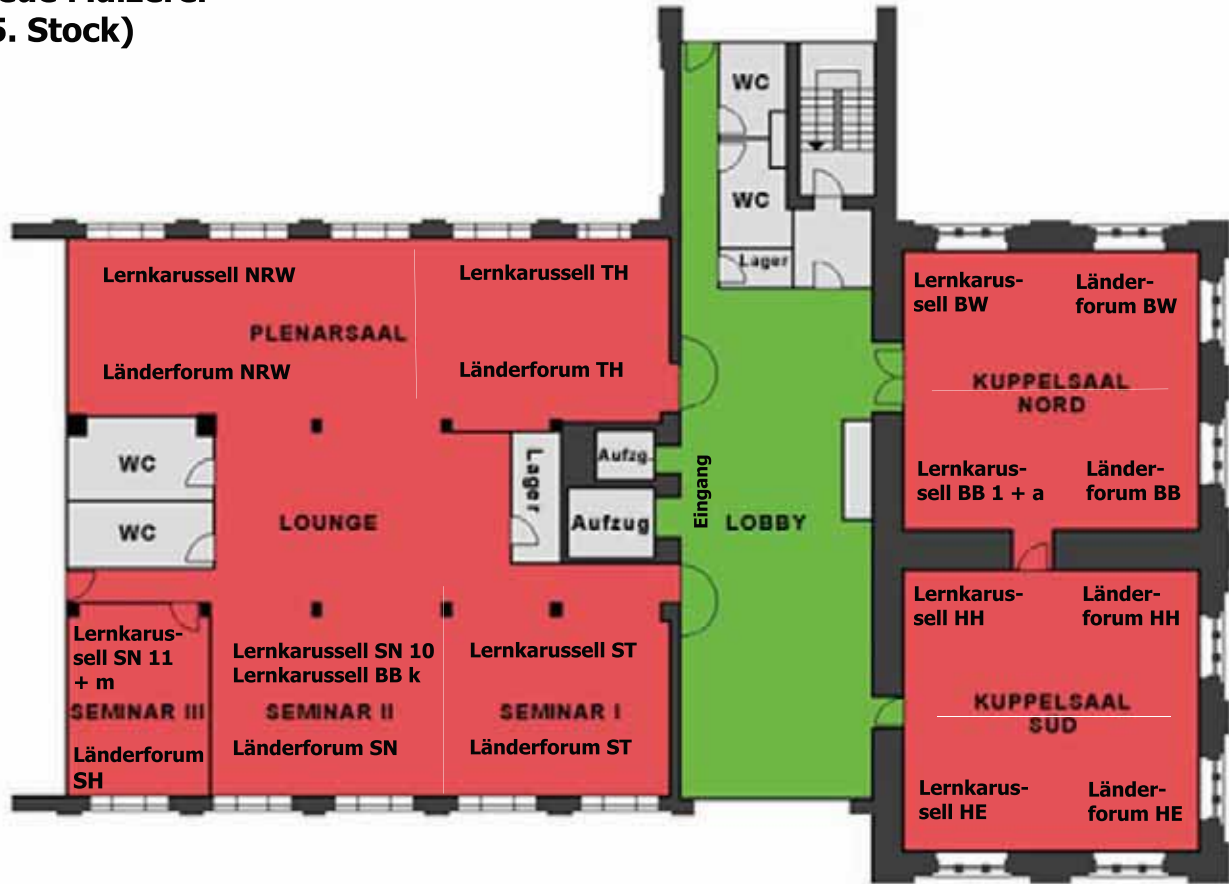 5. Stock)
WC
WC
Lager
Lernkarussell NRW
Lernkarussell TH
PLENARSAAL
Länderforum NRW
Länderforum TH
Lernkarus-
sell BW
Länder-
forum BW
KUPPELSAAL
NORD
Lernkarus-
sell BB 1 + a
Länder-
forum BB
WC
WC
LOUNGE
Lager
Aufzg.
Aufzug
Eingang
LOBBY
Lernkarus-
sell SN 11
+ m
SEMINAR III
Länderforum
SH
Lernkarussell SN 10
Lernkarussell BB k
SEMINAR II
Länderforum SN
Lernkarussell ST
SEMINAR I
Länderforum ST
Lernkarus-
sell HH
Länder-
forum HH
KUPPELSAAL
SÜD
Lernkarus-
sell HE
Länder-
forum HE